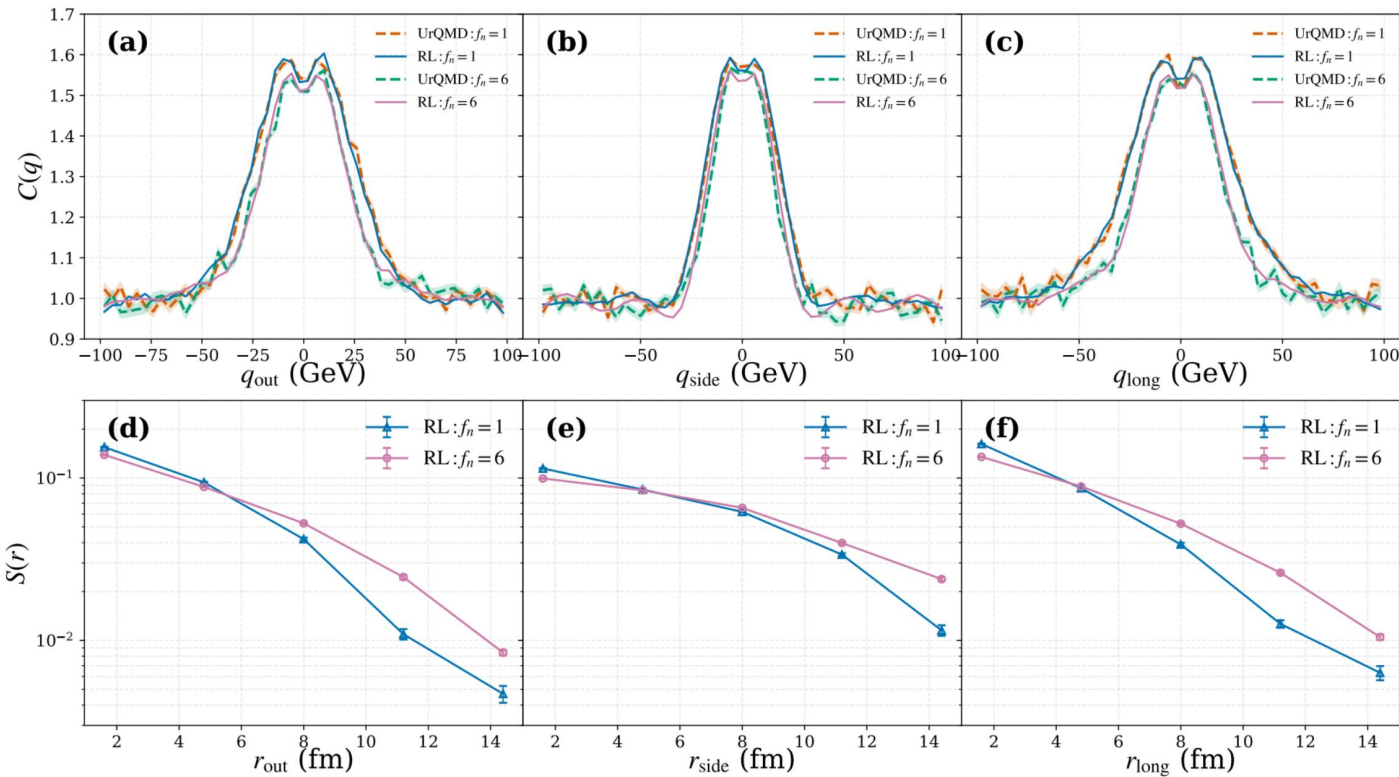 1.7
1.6
1.5
1.4
1.3
1.2
1.1
1.0
0.9
C(q)
(a)
UrQMD : fₙ = 1
RL : fₙ = 1
UrQMD : fₙ = 6
RL : fₙ = 6
−100 −75 −50 −25 0 25 50 75 100
q_out (GeV)
(b)
UrQMD : fₙ = 1
RL : fₙ = 1
UrQMD : fₙ = 6
RL : fₙ = 6
−100 −50 0 50 100
q_side (GeV)
(c)
UrQMD : fₙ = 1
RL : fₙ = 1
UrQMD : fₙ = 6
RL : fₙ = 6
−100 −50 0 50 100
q_long (GeV)
10⁻¹
10⁻²
S(r)
(d)
RL : fₙ = 1
RL : fₙ = 6
2 4 6 8 10 12 14
r_out (fm)
(e)
RL : fₙ = 1
RL : fₙ = 6
2 4 6 8 10 12 14
r_side (fm)
(f)
RL : fₙ = 1
RL : fₙ = 6
2 4 6 8 10 12 14
r_long (fm)